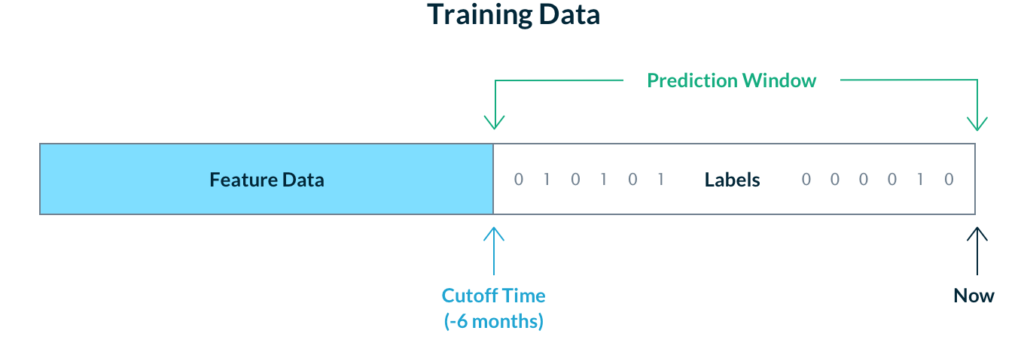 Training Data
Prediction Window
Feature Data
0 1 0 1 0 1 Labels 0 0 0 0 1 0
Cutoff Time
(-6 months)
Now